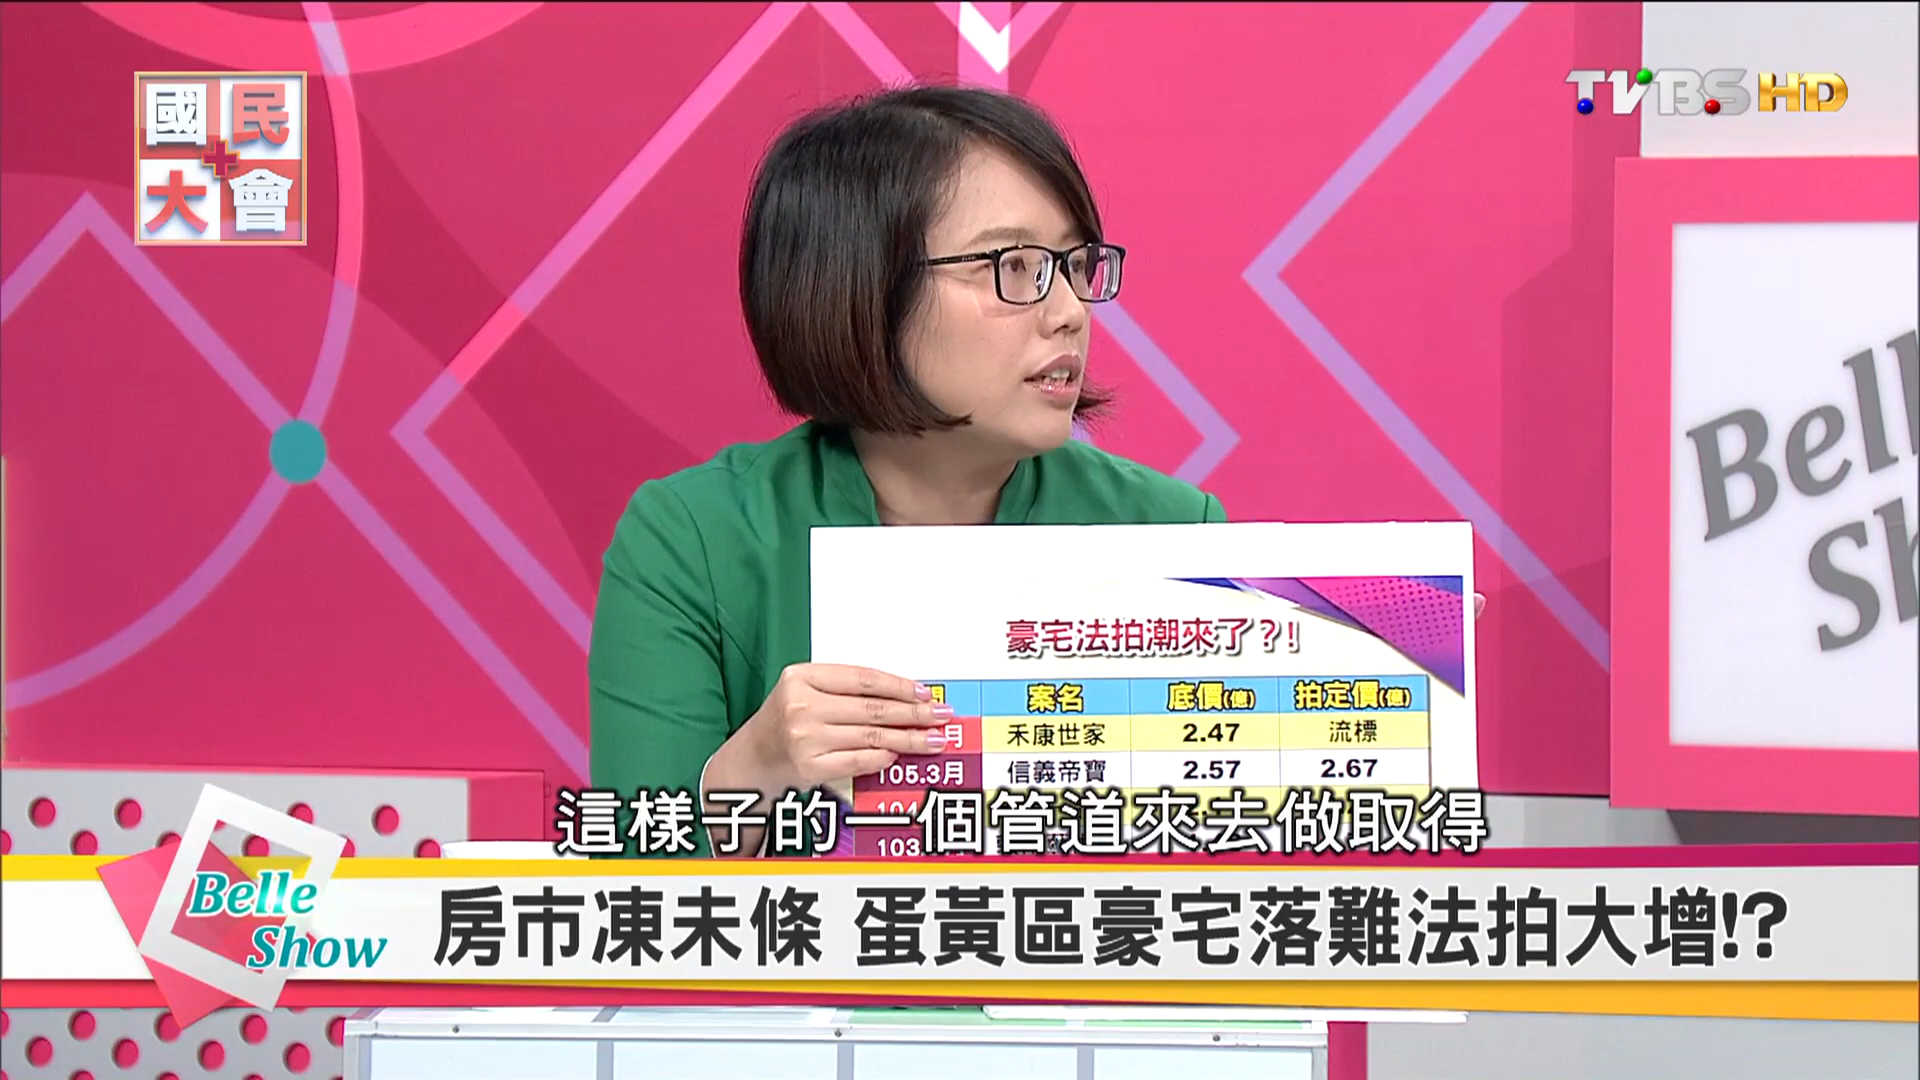 國民
大會
TVBS HD
Bell
Sh
豪宅法拍潮來了?!
案名 底價(億) 拍定價(億)
月 禾康世家 2.47 流標
105.3月 信義帝寶 2.57 2.67
這樣子的一個管道來去做取得
Belle
Show
房市凍未條 蛋黃區豪宅落難法拍大增!?